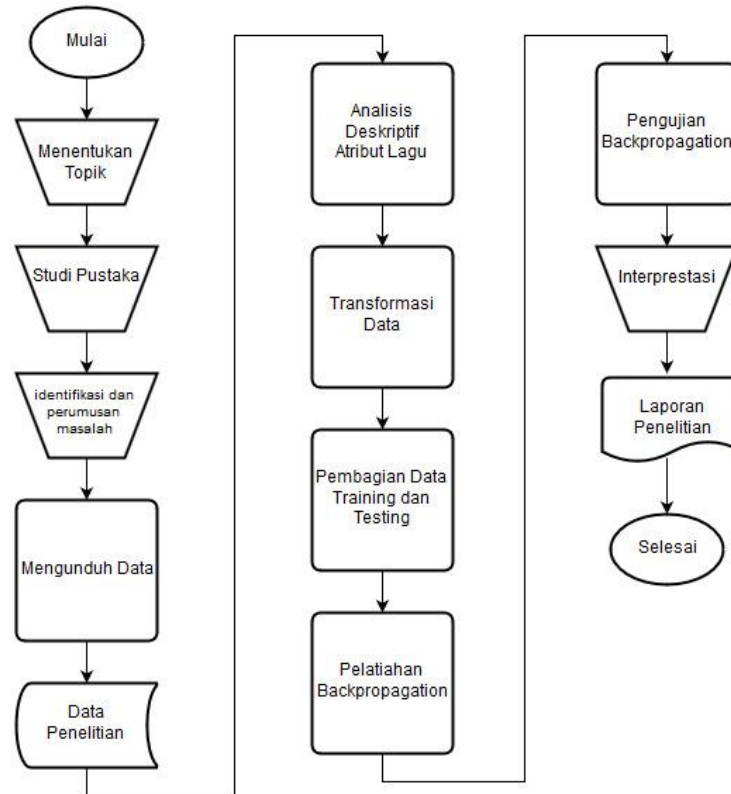 Mulai
Menentukan
Topik
Studi Pustaka
identifikasi dan
perumusan
masalah
Mengunduh Data
Data
Penelitian
Analisis
Deskriptif
Atribut Lagu
Transformasi
Data
Pembagian Data
Training dan
Testing
Pelatiahan
Backpropagation
Pengujian
Backpropagation
Interprestasi
Laporan
Penelitian
Selesai